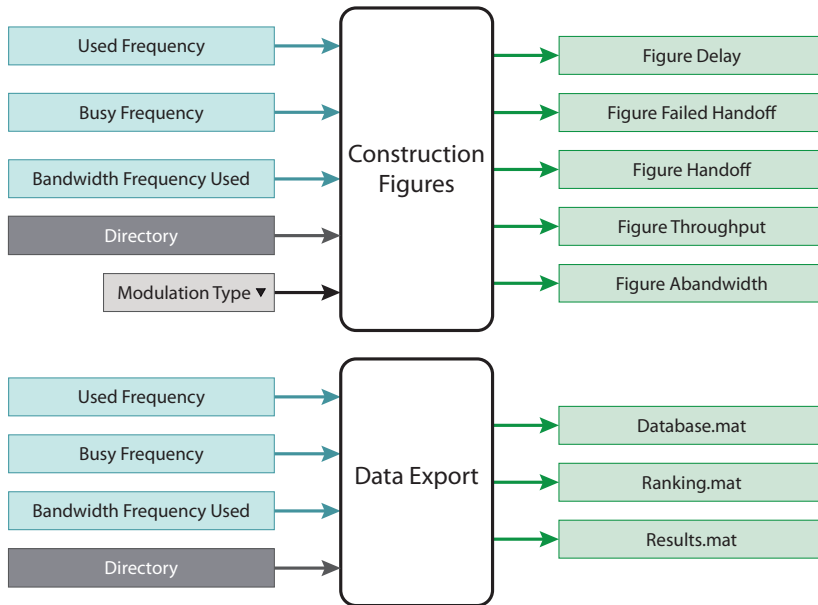 Used Frequency
Busy Frequency
Bandwidth Frequency Used
Directory
Modulation Type
Construction
Figures
Figure Delay
Figure Failed Handoff
Figure Handoff
Figure Throughput
Figure Abandwidth
Used Frequency
Busy Frequency
Bandwidth Frequency Used
Directory
Data Export
Database.mat
Ranking.mat
Results.mat